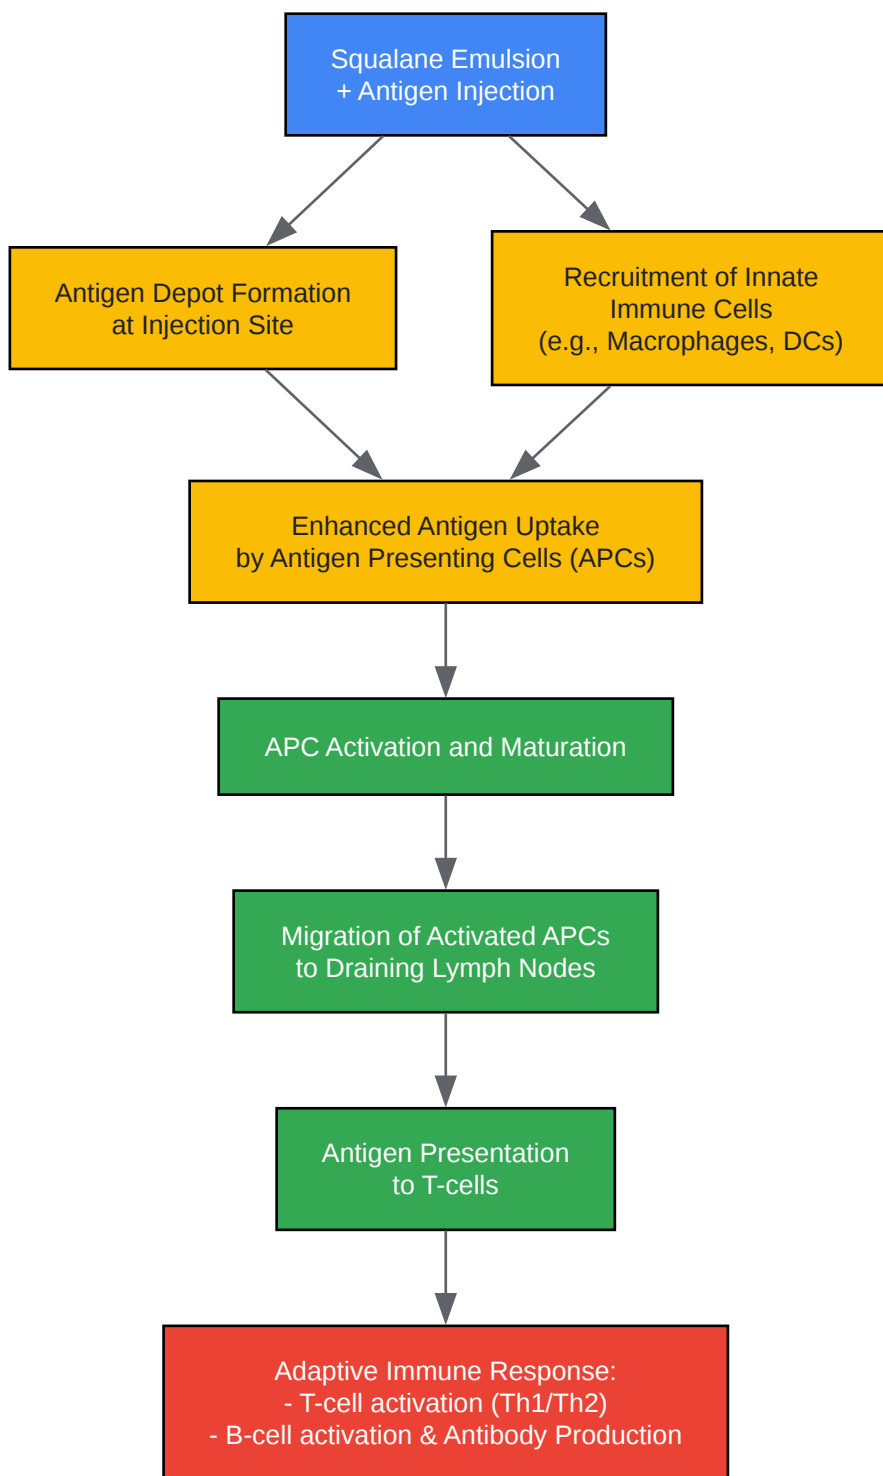 Squalane Emulsion
+ Antigen Injection
Antigen Depot Formation
at Injection Site
Recruitment of Innate
Immune Cells
(e.g., Macrophages, DCs)
Enhanced Antigen Uptake
by Antigen Presenting Cells (APCs)
APC Activation and Maturation
Migration of Activated APCs
to Draining Lymph Nodes
Antigen Presentation
to T-cells
Adaptive Immune Response:
- T-cell activation (Th1/Th2)
- B-cell activation & Antibody Production